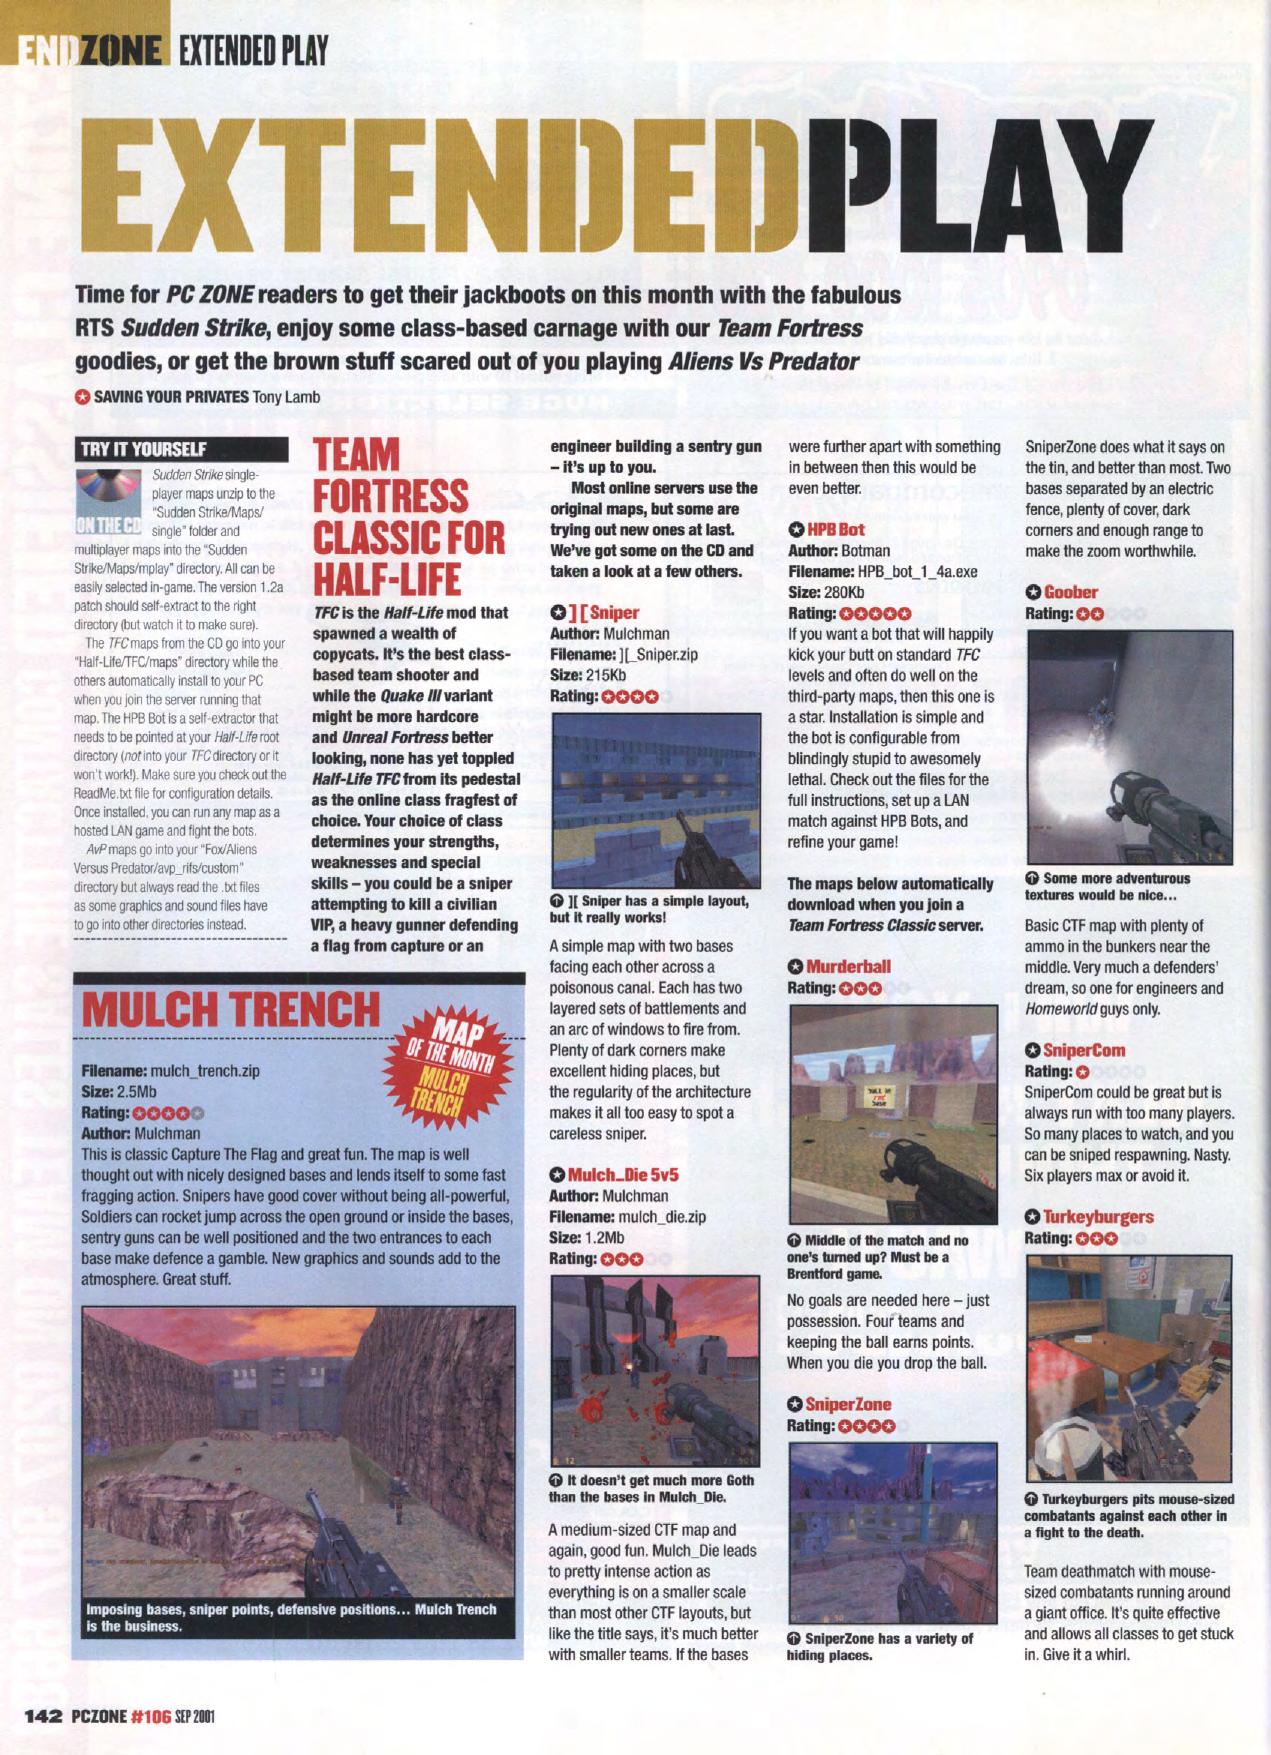 ENDZONE EXTENDED PLAY
EXTENDEDPLAY
Time for PC ZONE readers to get their jackboots on this month with the fabulous
RTS Sudden Strike, enjoy some class-based carnage with our Team Fortress
goodies, or get the brown stuff scared out of you playing Aliens Vs Predator
SAVING YOUR PRIVATES Tony Lamb
TRY IT YOURSELF
ON THE CD
Sudden Strike single-
player maps unzip to the
"Sudden Strike/Maps/
single" folder and
multiplayer maps into the "Sudden
Strike/Maps/mplay" directory. All can be
easily selected in-game. The version 1.2a
patch should self-extract to the right
directory (but watch it to make sure).
The TFC maps from the CD go into your
"Half-Life/TFC/maps" directory while the
others automatically install to your PC
when you join the server running that
map. The HPB Bot is a self-extractor that
needs to be pointed at your Half-Life root
directory (not into your TFC directory or it
won't work!). Make sure you check out the
ReadMe.txt file for configuration details.
Once installed, you can run any map as a
hosted LAN game and fight the bots.
AvP maps go into your "Fox/Aliens
Versus Predator/avp_rifs/custom"
directory but always read the .txt files
as some graphics and sound files have
to go into other directories instead.
TEAM
FORTRESS
CLASSIC FOR
HALF-LIFE
TFC is the Half-Life mod that
spawned a wealth of
copycats. It's the best class-
based team shooter and
while the Quake III variant
might be more hardcore
and Unreal Fortress better
looking, none has yet toppled
Half-Life TFC from its pedestal
as the online class fragfest of
choice. Your choice of class
determines your strengths,
weaknesses and special
skills – you could be a sniper
attempting to kill a civilian
VIP, a heavy gunner defending
a flag from capture or an
engineer building a sentry gun
– it's up to you.
Most online servers use the
original maps, but some are
trying out new ones at last.
We've got some on the CD and
taken a look at a few others.
][Sniper
Author: Mulchman
Filename: ][_Sniper.zip
Size: 215Kb
Rating:
][ Sniper has a simple layout,
but it really works!
A simple map with two bases
facing each other across a
poisonous canal. Each has two
layered sets of battlements and
an arc of windows to fire from.
Plenty of dark corners make
excellent hiding places, but
the regularity of the architecture
makes it all too easy to spot a
careless sniper.
Mulch_Die 5v5
Author: Mulchman
Filename: mulch_die.zip
Size: 1.2Mb
Rating:
It doesn't get much more Goth
than the bases in Mulch_Die.
A medium-sized CTF map and
again, good fun. Mulch_Die leads
to pretty intense action as
everything is on a smaller scale
than most other CTF layouts, but
like the title says, it's much better
with smaller teams. If the bases
were further apart with something
in between then this would be
even better.
HPB Bot
Author: Botman
Filename: HPB_bot_1_4a.exe
Size: 280Kb
Rating:
If you want a bot that will happily
kick your butt on standard TFC
levels and often do well on the
third-party maps, then this one is
a star. Installation is simple and
the bot is configurable from
blindingly stupid to awesomely
lethal. Check out the files for the
full instructions, set up a LAN
match against HPB Bots, and
refine your game!
The maps below automatically
download when you join a
Team Fortress Classic server.
Murderball
Rating:
Middle of the match and no
one's turned up? Must be a
Brentford game.
No goals are needed here – just
possession. Four teams and
keeping the ball earns points.
When you die you drop the ball.
SniperZone
Rating:
SniperZone has a variety of
hiding places.
SniperZone does what it says on
the tin, and better than most. Two
bases separated by an electric
fence, plenty of cover, dark
corners and enough range to
make the zoom worthwhile.
Goober
Rating:
Some more adventurous
textures would be nice...
Basic CTF map with plenty of
ammo in the bunkers near the
middle. Very much a defenders'
dream, so one for engineers and
Homeworld guys only.
SniperCom
Rating:
SniperCom could be great but is
always run with too many players.
So many places to watch, and you
can be sniped respawning. Nasty.
Six players max or avoid it.
Turkeyburgers
Rating:
Turkeyburgers pits mouse-sized
combatants against each other in
a fight to the death.
Team deathmatch with mouse-
sized combatants running around
a giant office. It's quite effective
and allows all classes to get stuck
in. Give it a whirl.
MULCH TRENCH
MAP
OF THE MONTH
MULCH
TRENCH
Filename: mulch_trench.zip
Size: 2.5Mb
Rating:
Author: Mulchman
This is classic Capture The Flag and great fun. The map is well
thought out with nicely designed bases and lends itself to some fast
fragging action. Snipers have good cover without being all-powerful,
Soldiers can rocket jump across the open ground or inside the bases,
sentry guns can be well positioned and the two entrances to each
base make defence a gamble. New graphics and sounds add to the
atmosphere. Great stuff.
Imposing bases, sniper points, defensive positions... Mulch Trench
is the business.
142 PCZONE #106 SEP 2001